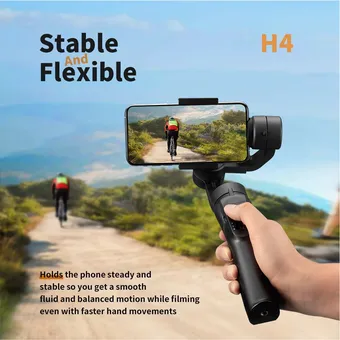 Stable
And
Flexible
H4
Holds the phone steady and
stable so you get a smooth
fluid and balanced motion while filming
even with faster hand movements